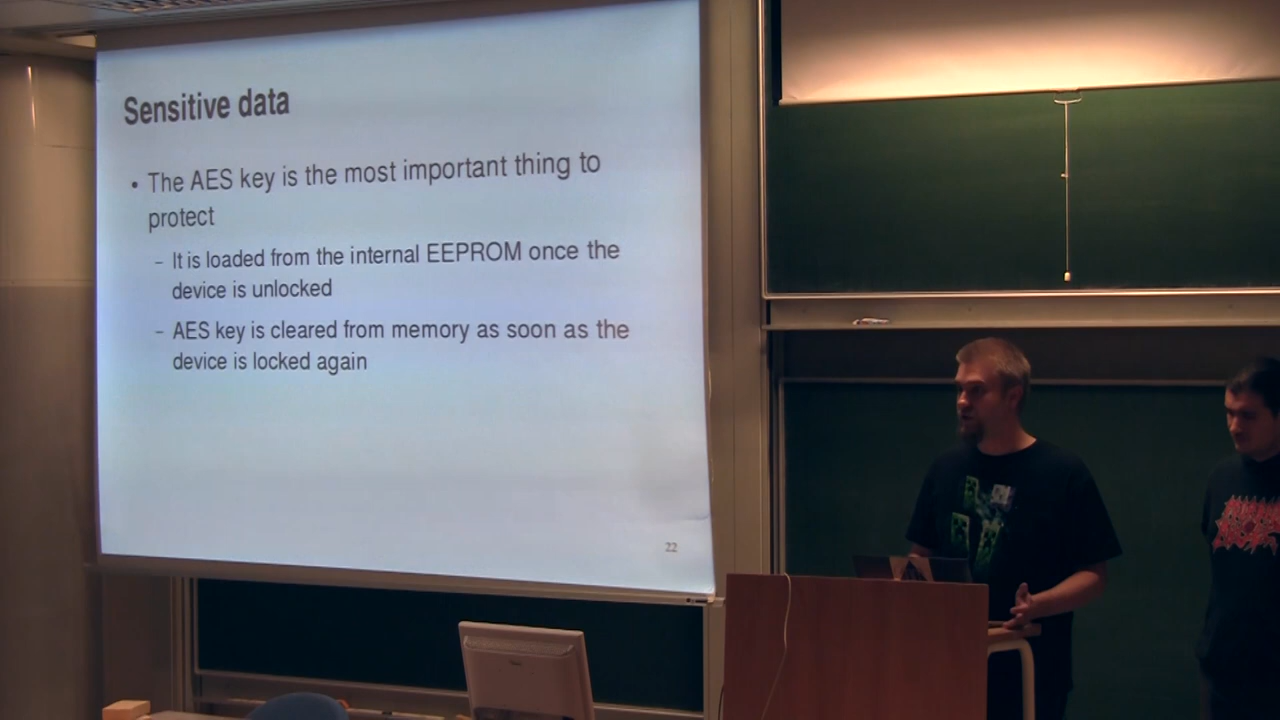 Sensitive data
• The AES key is the most important thing to
protect
– It is loaded from the internal EEPROM once the
device is unlocked
– AES key is cleared from memory as soon as the
device is locked again
22